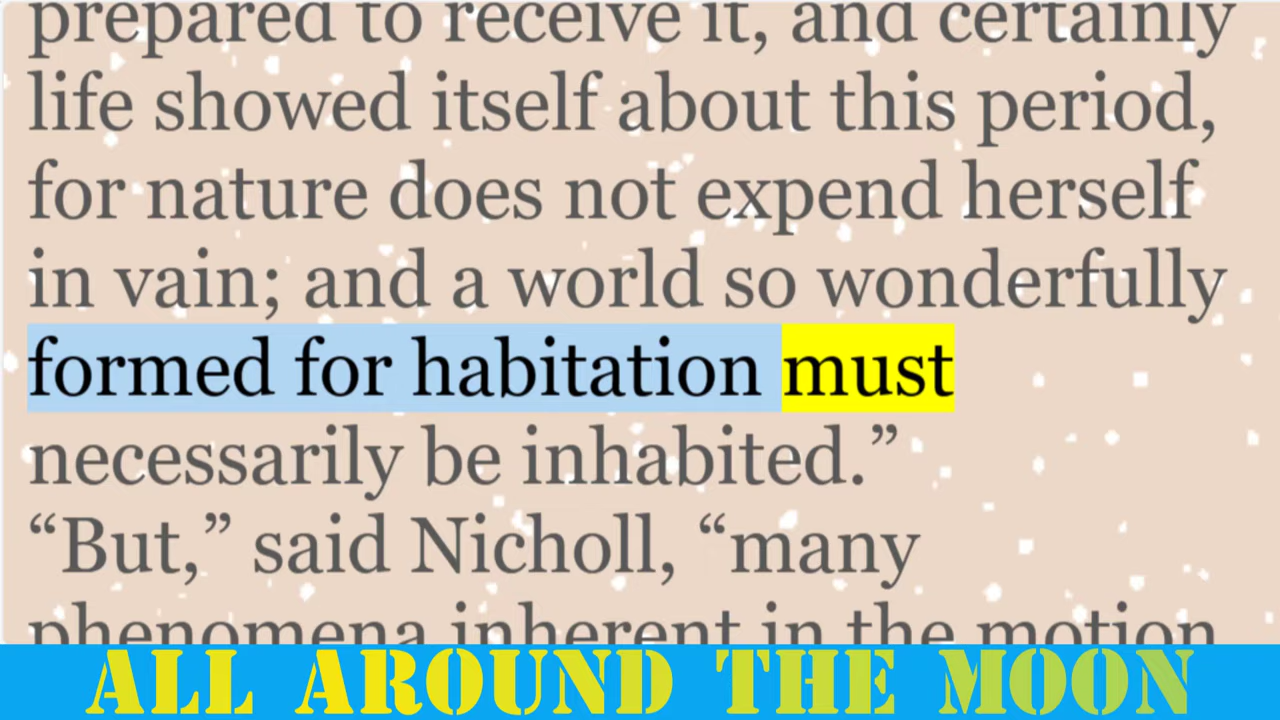 prepared to receive it, and certainly
life showed itself about this period,
for nature does not expend herself
in vain; and a world so wonderfully
formed for habitation must
necessarily be inhabited.”
“But,” said Nicholl, “many
phenomena inherent in the motion
ALL AROUND THE MOON